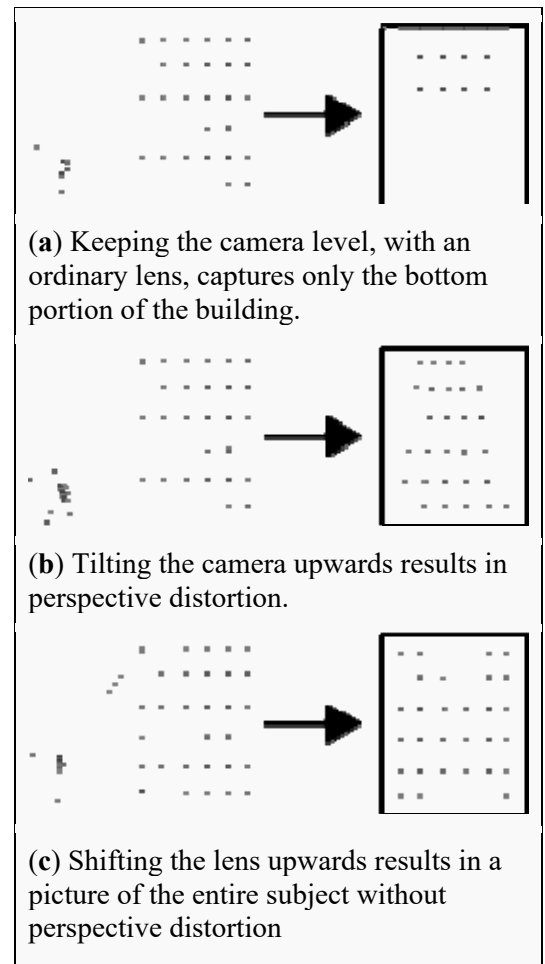 (a) Keeping the camera level, with an
ordinary lens, captures only the bottom
portion of the building.
(b) Tilting the camera upwards results in
perspective distortion.
(c) Shifting the lens upwards results in a
picture of the entire subject without
perspective distortion